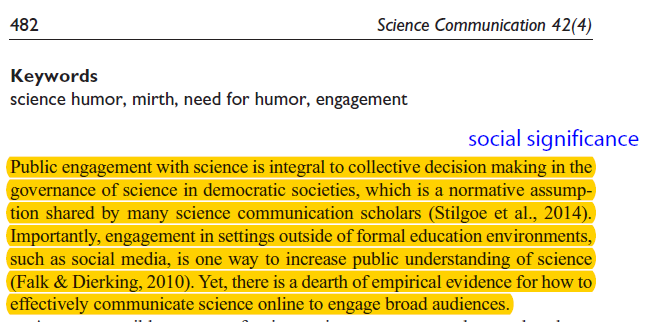 482
Science Communication 42(4)
Keywords
science humor, mirth, need for humor, engagement
social significance
Public engagement with science is integral to collective decision making in the
governance of science in democratic societies, which is a normative assump-
tion shared by many science communication scholars (Stilgoe et al., 2014).
Importantly, engagement in settings outside of formal education environments,
such as social media, is one way to increase public understanding of science
(Falk & Dierking, 2010). Yet, there is a dearth of empirical evidence for how to
effectively communicate science online to engage broad audiences.